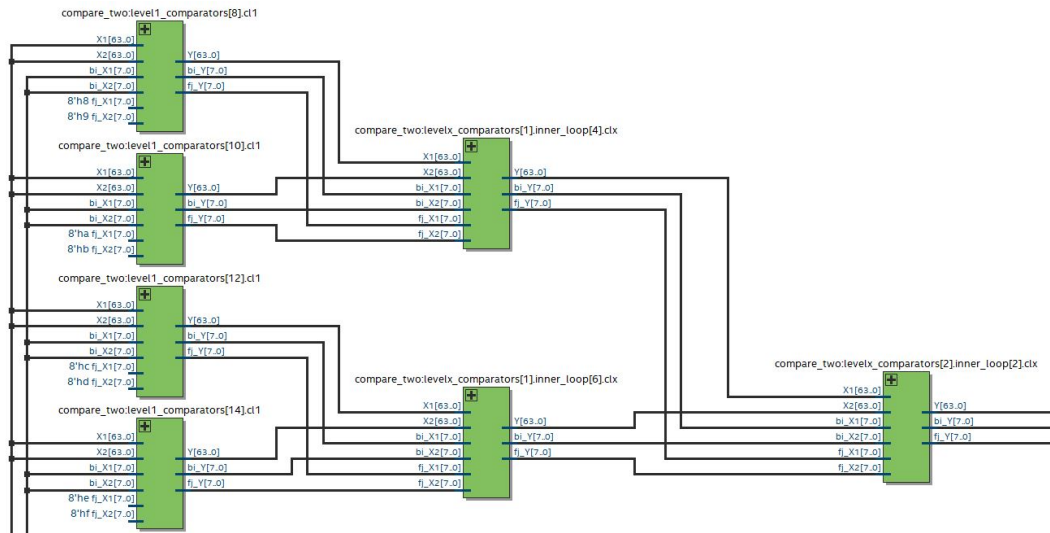 compare_two:level1_comparators[8].cl1
X1[63..0]
X2[63..0]
bi_X1[7..0]
bi_X2[7..0]
8'h8 fj_X1[7..0]
8'h9 fj_X2[7..0]
Y[63..0]
bi_Y[7..0]
fj_Y[7..0]
compare_two:level1_comparators[10].cl1
X1[63..0]
X2[63..0]
bi_X1[7..0]
bi_X2[7..0]
8'ha fj_X1[7..0]
8'hb fj_X2[7..0]
Y[63..0]
bi_Y[7..0]
fj_Y[7..0]
compare_two:levelx_comparators[1].inner_loop[4].clx
X1[63..0]
X2[63..0]
bi_X1[7..0]
bi_X2[7..0]
fj_X1[7..0]
fj_X2[7..0]
Y[63..0]
bi_Y[7..0]
fj_Y[7..0]
compare_two:level1_comparators[12].cl1
X1[63..0]
X2[63..0]
bi_X1[7..0]
bi_X2[7..0]
8'hc fj_X1[7..0]
8'hd fj_X2[7..0]
Y[63..0]
bi_Y[7..0]
fj_Y[7..0]
compare_two:level1_comparators[14].cl1
X1[63..0]
X2[63..0]
bi_X1[7..0]
bi_X2[7..0]
8'he fj_X1[7..0]
8'hf fj_X2[7..0]
Y[63..0]
bi_Y[7..0]
fj_Y[7..0]
compare_two:levelx_comparators[1].inner_loop[6].clx
X1[63..0]
X2[63..0]
bi_X1[7..0]
bi_X2[7..0]
fj_X1[7..0]
fj_X2[7..0]
Y[63..0]
bi_Y[7..0]
fj_Y[7..0]
compare_two:levelx_comparators[2].inner_loop[2].clx
X1[63..0]
X2[63..0]
bi_X1[7..0]
bi_X2[7..0]
fj_X1[7..0]
fj_X2[7..0]
Y[63..0]
bi_Y[7..0]
fj_Y[7..0]